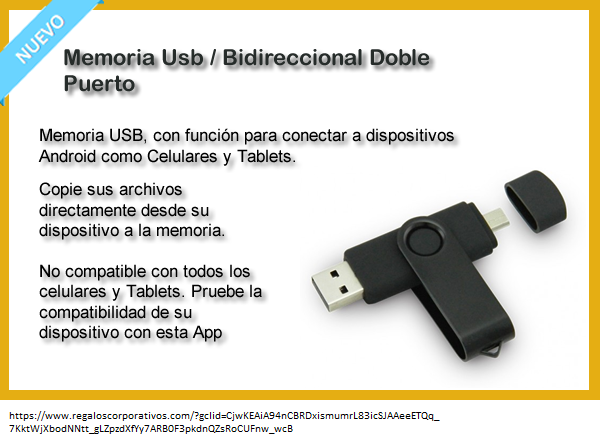 NUEVO
Memoria Usb / Bidireccional Doble
Puerto
Memoria USB, con función para conectar a dispositivos
Android como Celulares y Tablets.
Copie sus archivos
directamente desde su
dispositivo a la memoria.
No compatible con todos los
celulares y Tablets. Pruebe la
compatibilidad de su
dispositivo con esta App
https://www.regaloscorporativos.com/?gclid=CjwKEAiA94nCBRDxismumrL83icSJAAeeETQq_
7KktWjXbodNNtt_gLZpzdXfYy7ARB0F3pkdnQZsRoCUFnw_wcB